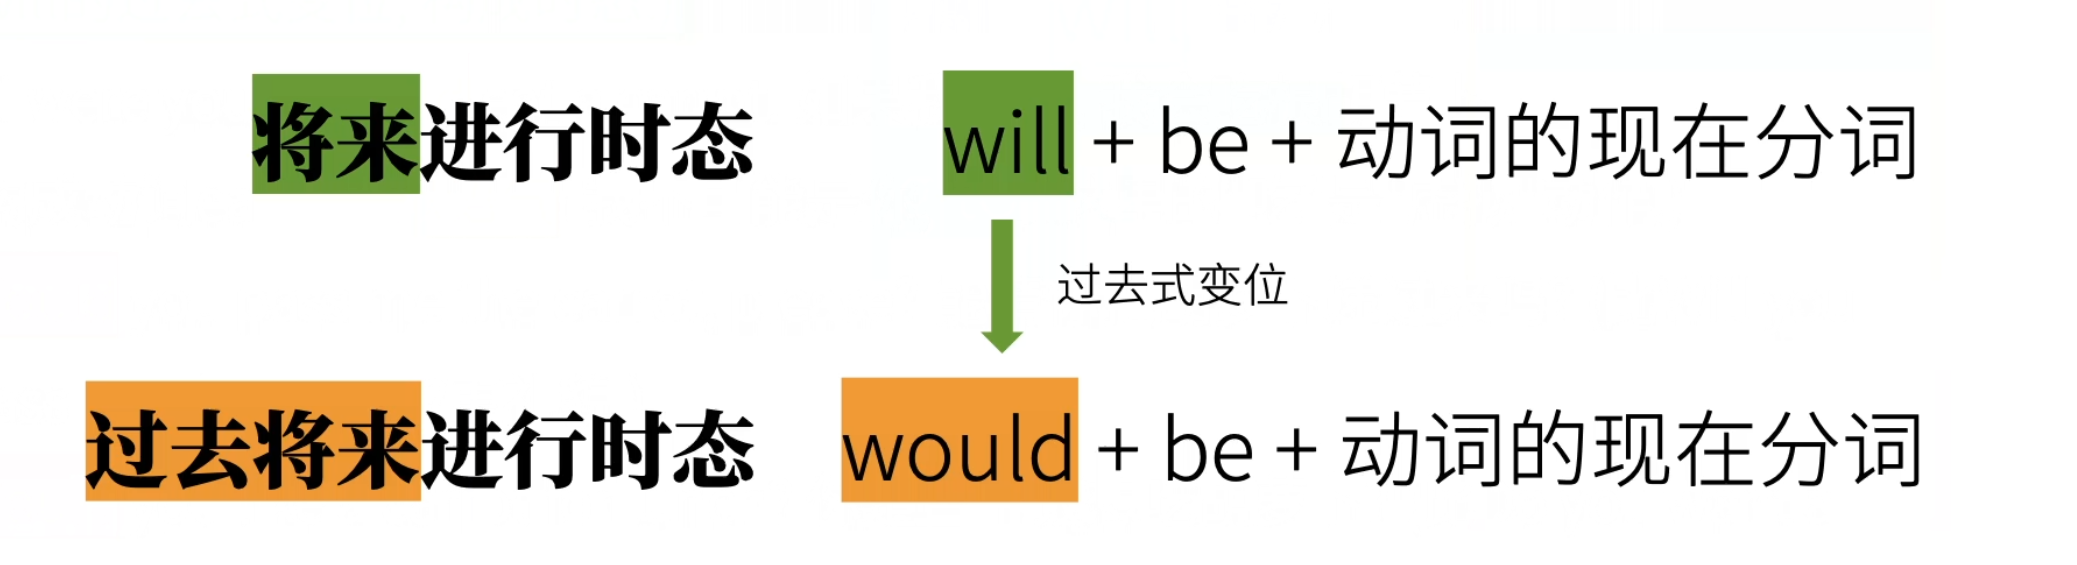 将来进行时态 will + be + 动词的现在分词
过去式变位
过去将来进行时态 would + be + 动词的现在分词